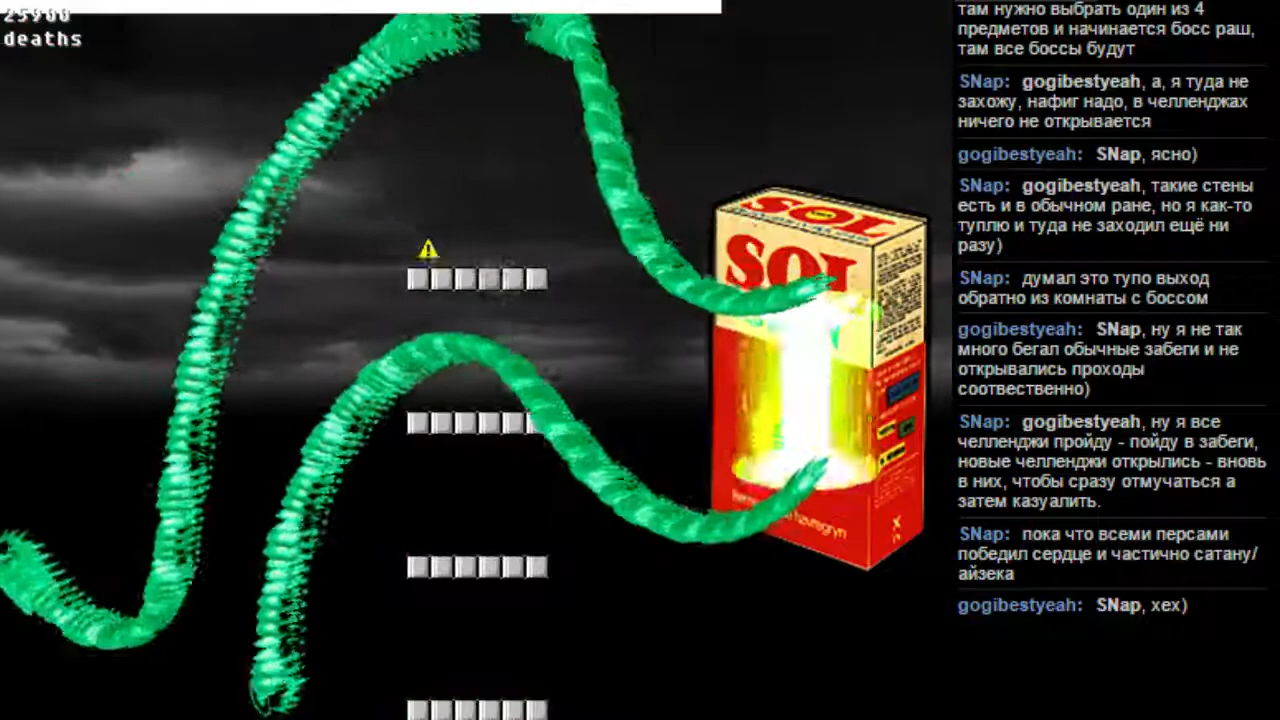 25900
deaths
SOL
SOL
там нужно выбрать один из 4
предметов и начинается босс раш,
там все боссы будут
SNap: gogibestyeah, а, я туда не
захожу, нафиг надо, в челленджах
ничего не открывается
gogibestyeah: SNap, ясно)
SNap: gogibestyeah, такие стены
есть и в обычном ране, но я как-то
туплю и туда не заходил ещё ни
разу)
SNap: думал это тупо выход
обратно из комнаты с боссом
gogibestyeah: SNap, ну я не так
много бегал обычные забеги и не
открывались проходы
соотвественно)
SNap: gogibestyeah, ну я все
челленджи пройду - пойду в забеги,
новые челленджи открылись - вновь
в них, чтобы сразу отмучаться а
затем казуалить.
SNap: пока что всеми персами
победил сердце и частично сатану/
айзека
gogibestyeah: SNap, хех)